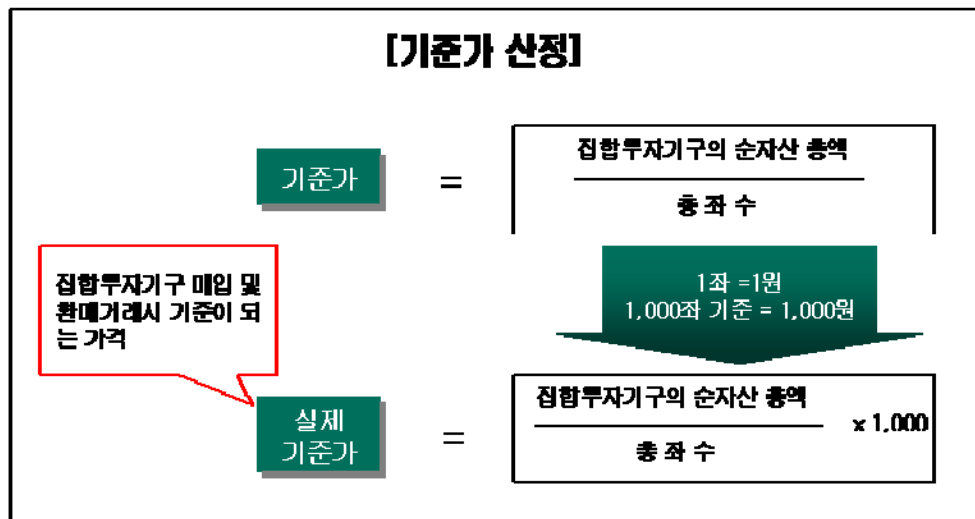 [기준가 산정]
기준가
=
집합투자기구의 순자산 총액
총 좌 수
집합투자기구 매입 및
환매거래시 기준이 되
는 가격
1좌 =1원
1,000좌 기준 = 1,000원
실제
기준가
=
집합투자기구의 순자산 총액
총 좌 수
x 1,000